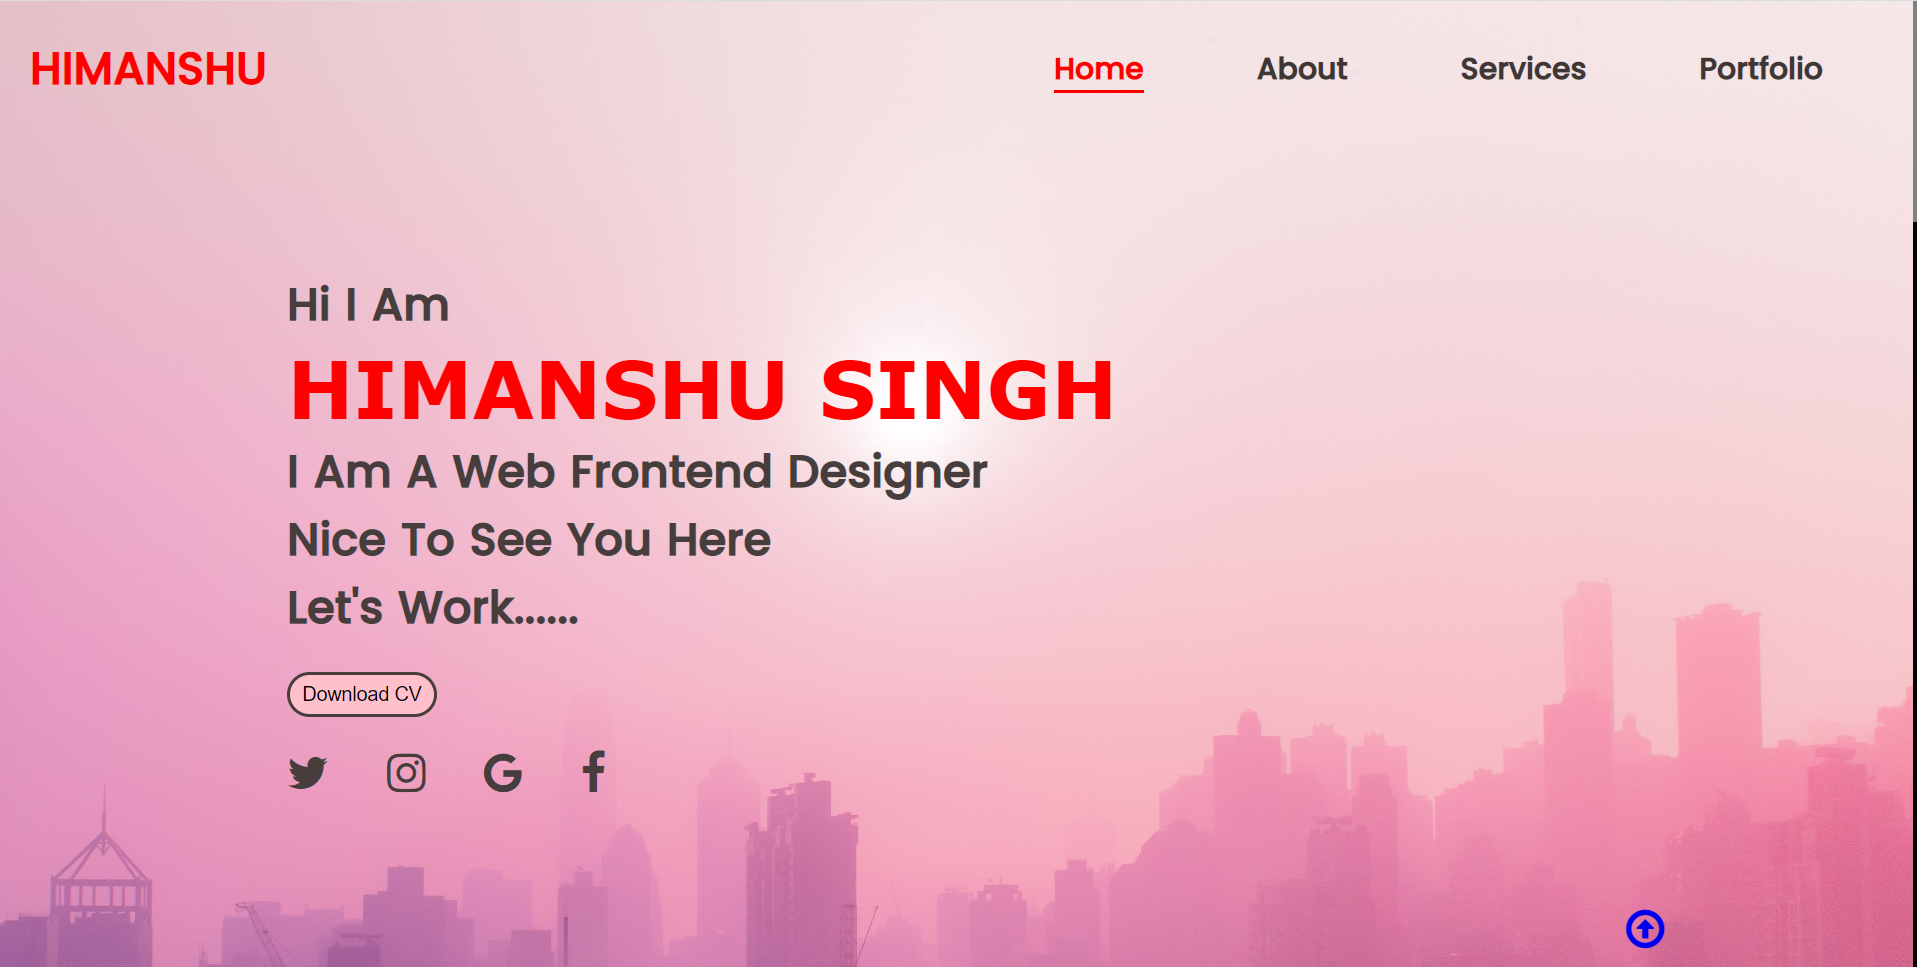 HIMANSHU
Home About Services Portfolio
Hi I Am
HIMANSHU SINGH
I Am A Web Frontend Designer
Nice To See You Here
Let's Work......
Download CV